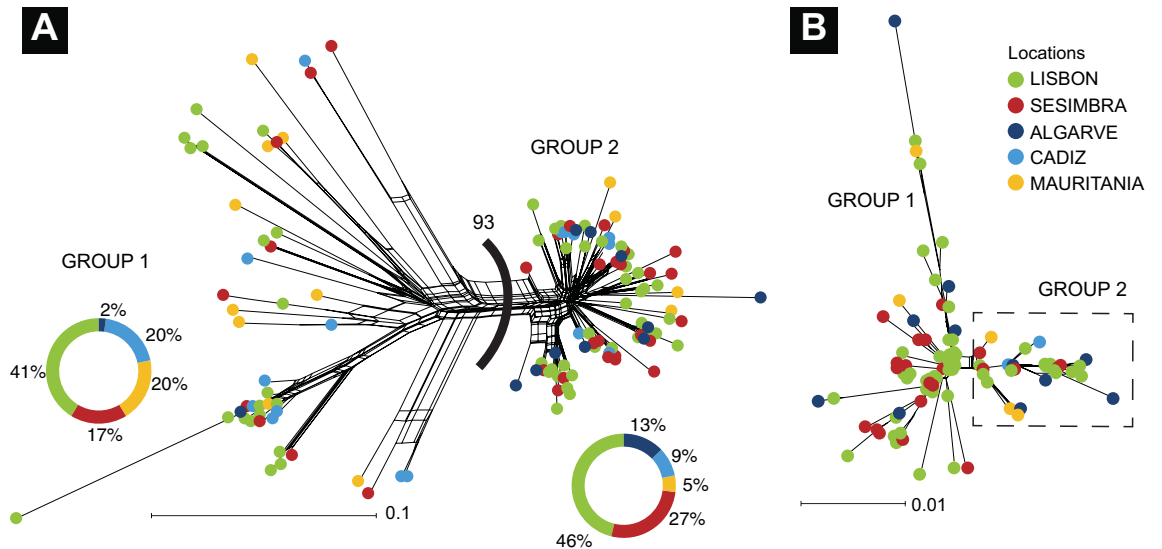 A
B
Locations
LISBON
SESIMBRA
ALGARVE
CADIZ
MAURITANIA
GROUP 2
93
GROUP 1
2%
20%
20%
17%
41%
13%
9%
5%
27%
46%
0.1
GROUP 1
GROUP 2
0.01